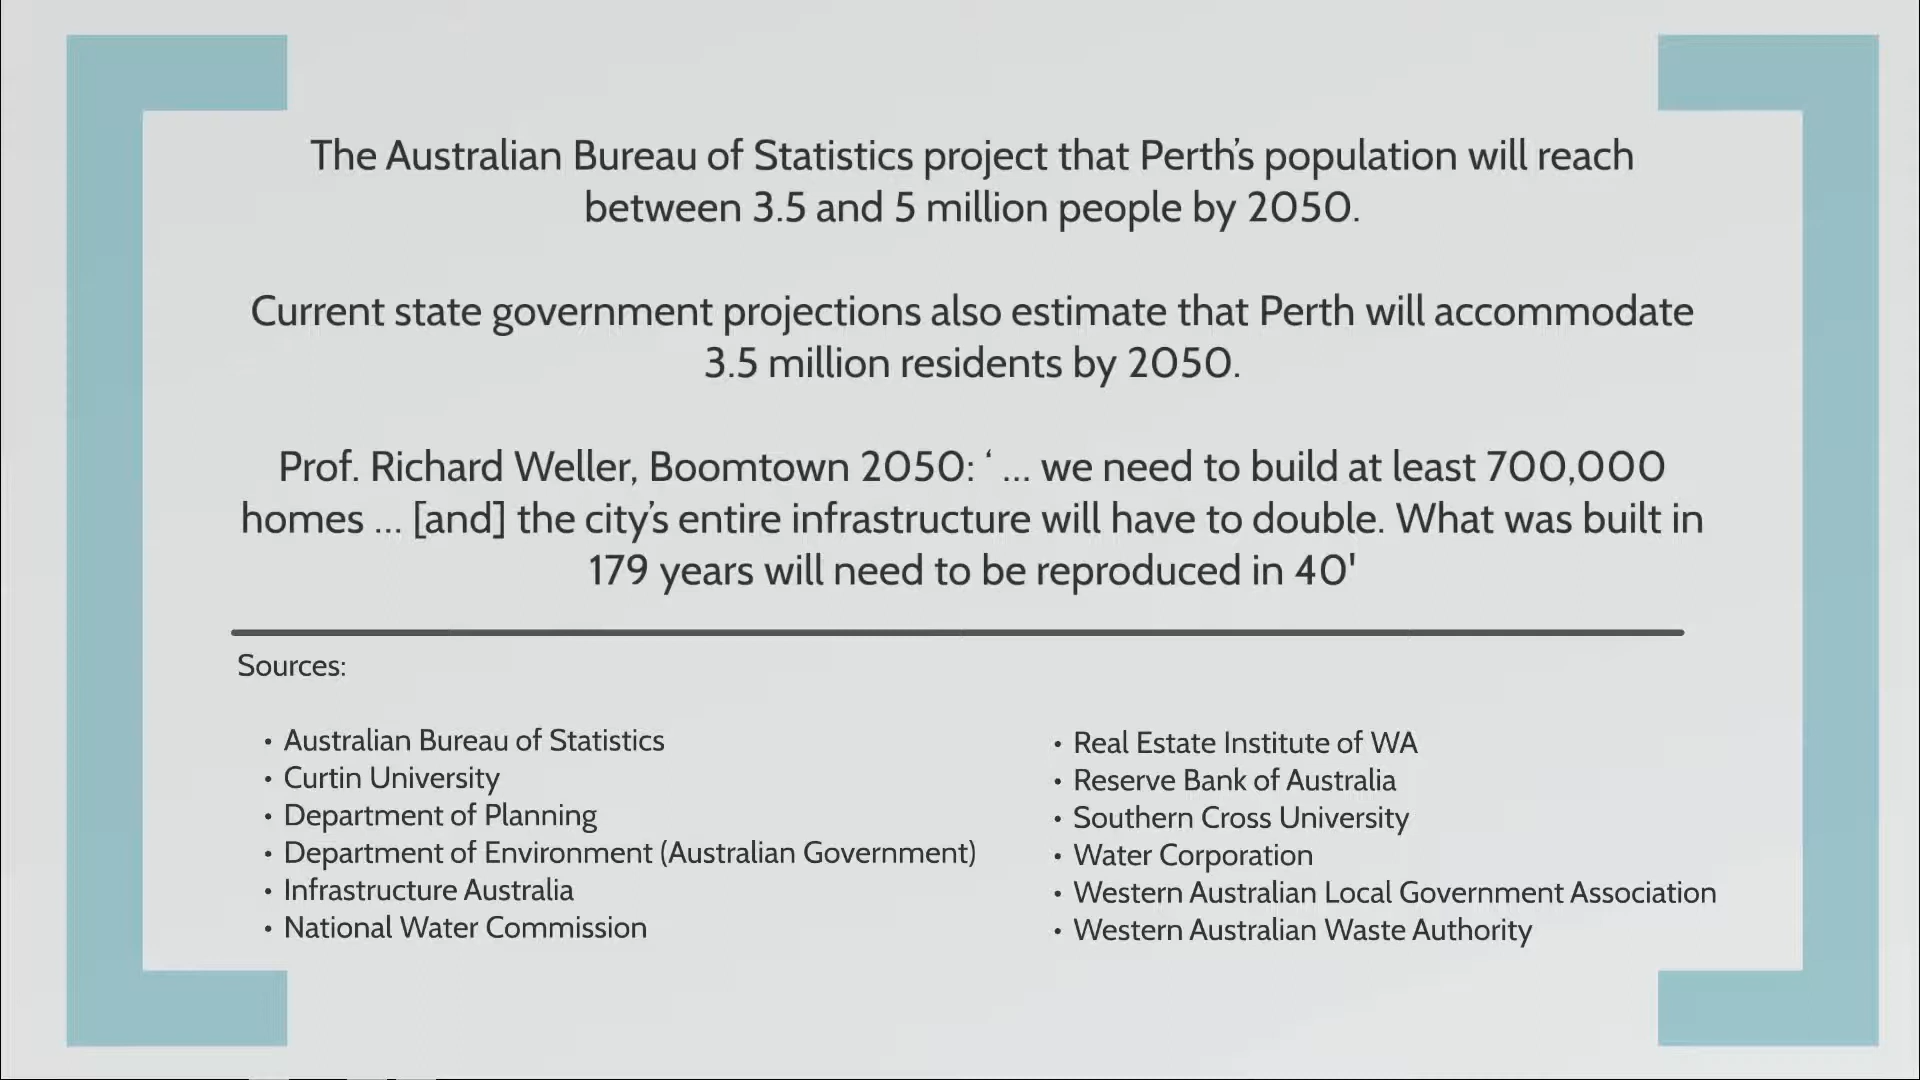 The Australian Bureau of Statistics project that Perth's population will reach
between 3.5 and 5 million people by 2050.
Current state government projections also estimate that Perth will accommodate
3.5 million residents by 2050.
Prof. Richard Weller, Boomtown 2050: ‘ ... we need to build at least 700,000
homes ... [and] the city's entire infrastructure will have to double. What was built in
179 years will need to be reproduced in 40'
Sources:
• Australian Bureau of Statistics
• Curtin University
• Department of Planning
• Department of Environment (Australian Government)
• Infrastructure Australia
• National Water Commission
• Real Estate Institute of WA
• Reserve Bank of Australia
• Southern Cross University
• Water Corporation
• Western Australian Local Government Association
• Western Australian Waste Authority